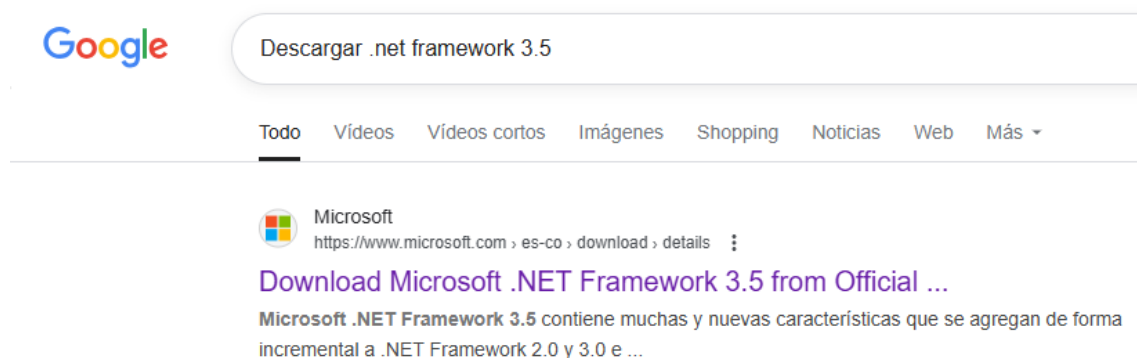 Google
Descargar .net framework 3.5
Todo Vídeos Vídeos cortos Imágenes Shopping Noticias Web Más
Microsoft
https://www.microsoft.com › es-co › download › details
Download Microsoft .NET Framework 3.5 from Official ...
Microsoft .NET Framework 3.5 contiene muchas y nuevas características que se agregan de forma
incremental a .NET Framework 2.0 y 3.0 e ...